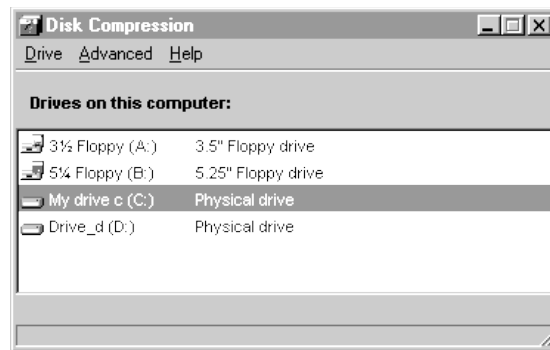 Disk Compression
Drive Advanced Help
Drives on this computer:
3½ Floppy (A:) 3.5" Floppy drive
5¼ Floppy (B:) 5.25" Floppy drive
My drive c (C:) Physical drive
Drive_d (D:) Physical drive